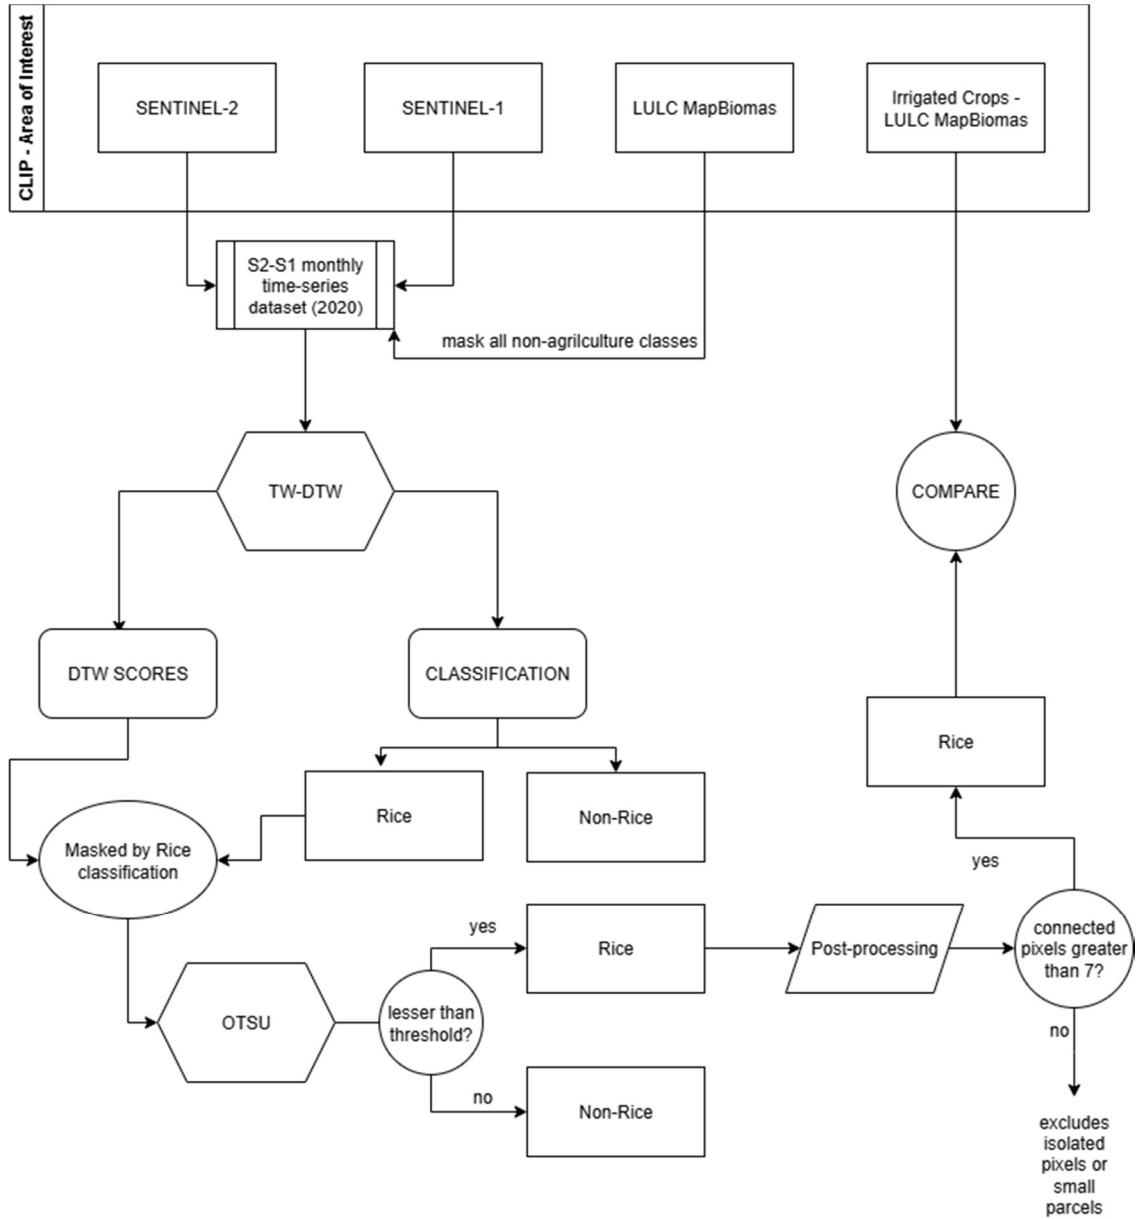 CLIP - Area of Interest
SENTINEL-2
SENTINEL-1
LULC MapBiomas
Irrigated Crops -
LULC MapBiomas
S2-S1 monthly
time-series
dataset (2020)
mask all non-agrilculture classes
TW-DTW
COMPARE
DTW SCORES
CLASSIFICATION
Rice
Rice
Non-Rice
Masked by Rice
classification
yes
yes
Rice
Post-processing
connected
pixels greater
than 7?
OTSU
lesser than
threshold?
no
no
Non-Rice
excludes
isolated
pixels or
small
parcels